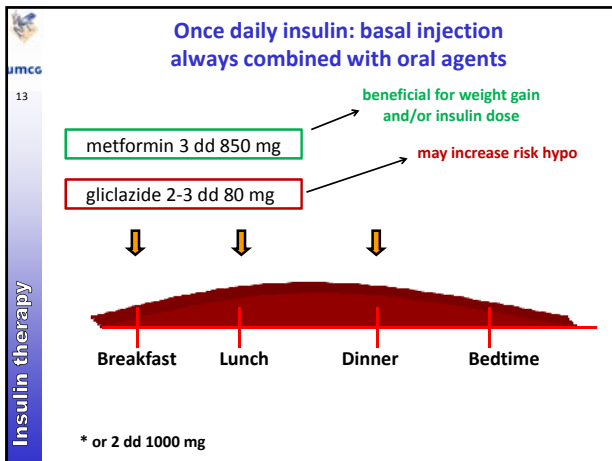 Once daily insulin: basal injection
always combined with oral agents
umcg
13
beneficial for weight gain
and/or insulin dose
metformin 3 dd 850 mg
may increase risk hypo
gliclazide 2-3 dd 80 mg
Breakfast Lunch Dinner Bedtime
Insulin therapy
* or 2 dd 1000 mg